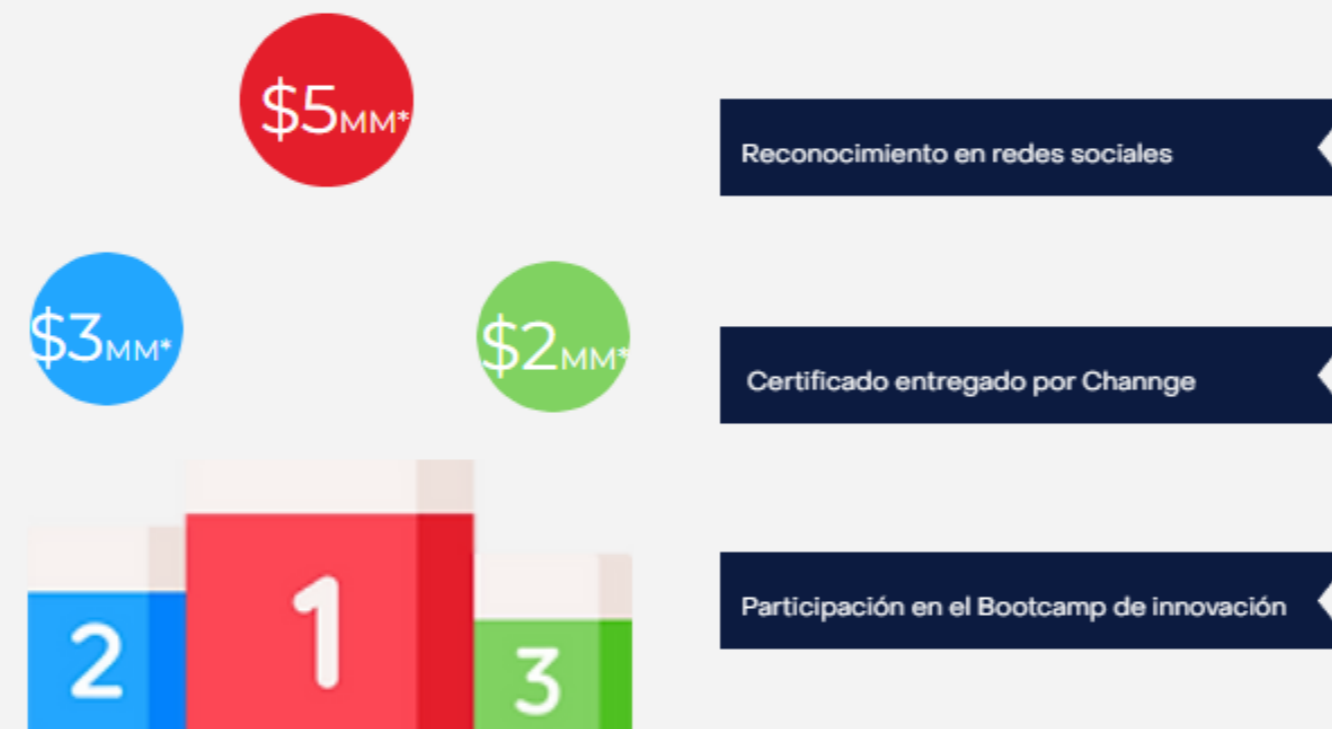 $5MM*
$3MM*
$2MM*
1
2
3
Reconocimiento en redes sociales
Certificado entregado por Channge
Participación en el Bootcamp de innovación